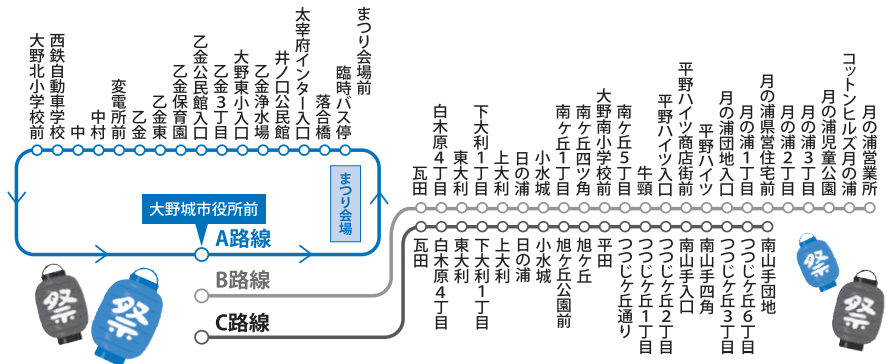 大野北小学校前
西鉄自動車学校
中
中村
変電所前
乙金
乙金東
乙金保育園
乙金公民館入口
乙金3丁目
大野東小入口
乙金浄水場
井ノ口公民館
太宰府インター入口
落合橋
臨時バス停
まつり会場前
まつり会場
大野城市役所前
A路線
B路線
C路線
瓦田
白木原4丁目
東大利
下大利1丁目
上大利
日の浦
小水城
南ケ丘1丁目
南ヶ丘四ツ角
大野南小学校前
南ヶ丘5丁目
牛頸
平野ハイツ入口
平野ハイツ商店街前
平野ハイツ
月の浦団地入口
月の浦1丁目
月の浦県営住宅前
月の浦2丁目
月の浦3丁目
月の浦児童公園
コットンヒルズ月の浦
月の浦営業所
瓦田
白木原4丁目
東大利
下大利1丁目
上大利
日の浦
小水城
旭ケ丘公園前
旭ケ丘
平田
つつじケ丘通り
つつじケ丘1丁目
つつじケ丘2丁目
南山手入口
南山手四角
つつじケ丘3丁目
つつじケ丘6丁目
南山手団地
祭
祭
祭
祭